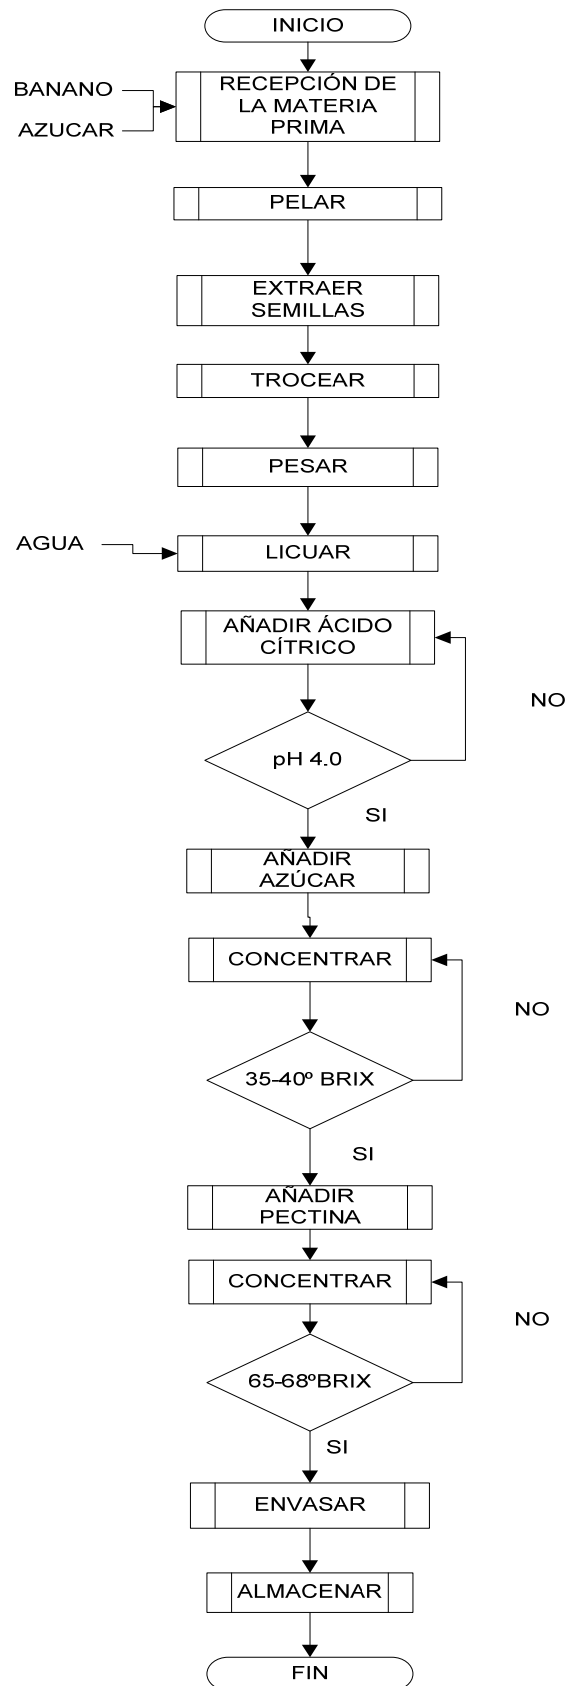 INICIO
BANANO
AZUCAR
RECEPCIÓN DE
LA MATERIA
PRIMA
PELAR
EXTRAER
SEMILLAS
TROCEAR
PESAR
AGUA
LICUAR
AÑADIR ÁCIDO
CÍTRICO
NO
pH 4.0
SI
AÑADIR
AZÚCAR
CONCENTRAR
NO
35-40º BRIX
SI
AÑADIR
PECTINA
CONCENTRAR
NO
65-68ºBRIX
SI
ENVASAR
ALMACENAR
FIN